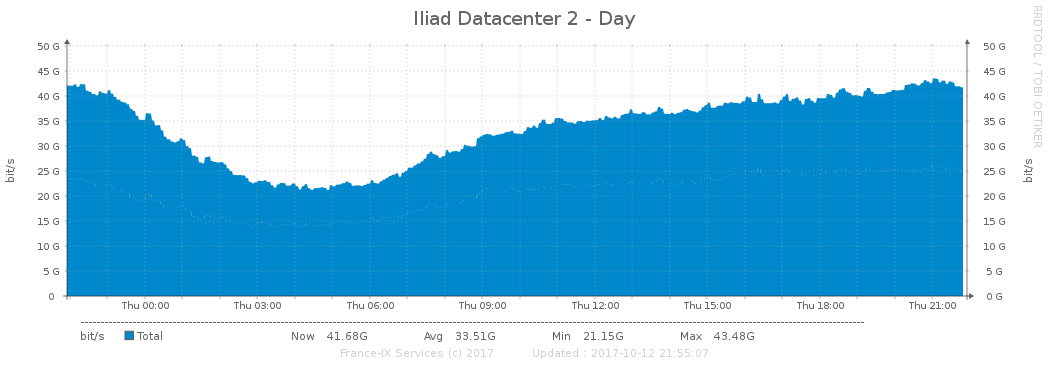 Iliad Datacenter 2 - Day
RRDTOOL / TOBI OETIKER
50 G 50 G
45 G 45 G
40 G 40 G
35 G 35 G
30 G 30 G
25 G 25 G
20 G 20 G
15 G 15 G
10 G 10 G
5 G 5 G
0 0 G
bit/s bit/s
Thu 00:00 Thu 03:00 Thu 06:00 Thu 09:00 Thu 12:00 Thu 15:00 Thu 18:00 Thu 21:00
bit/s Total Now 41.68G Avg 33.51G Min 21.15G Max 43.48G
France-IX Services (c) 2017 Updated : 2017-10-12 21:55:07